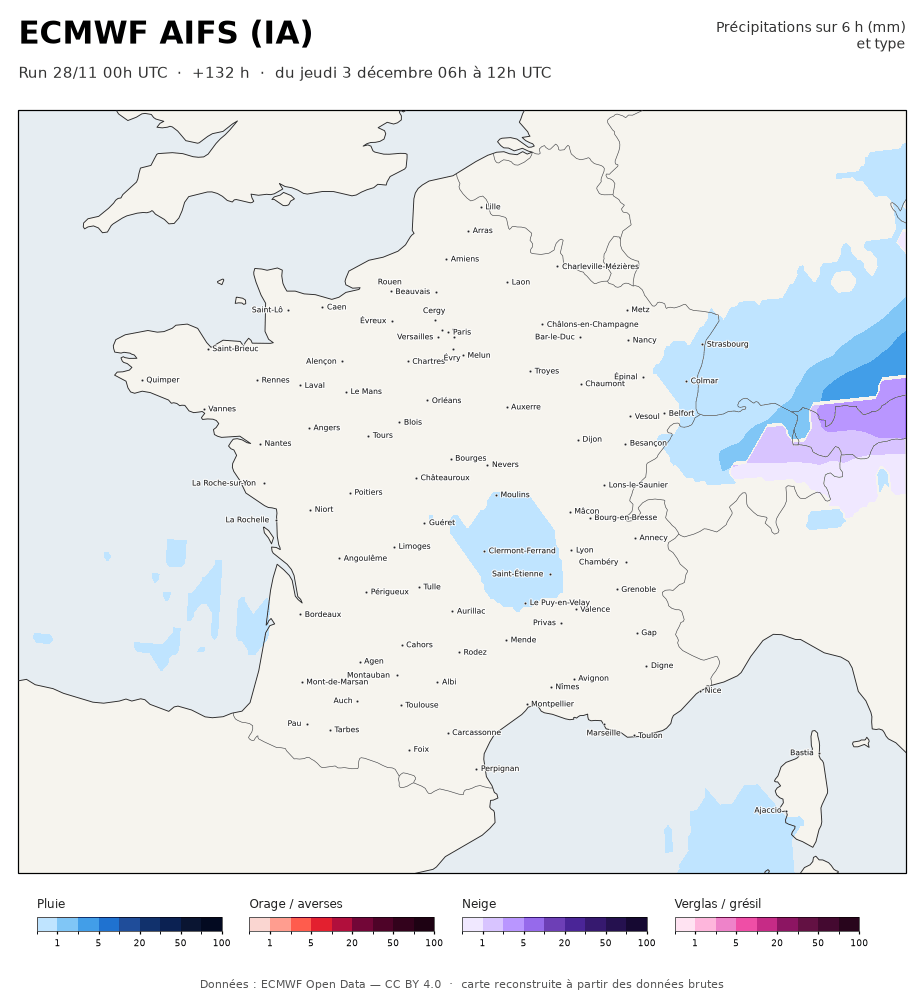 ECMWF AIFS (IA)
Précipitations sur 6 h (mm)
et type
Run 28/11 00h UTC · +132 h · du jeudi 3 décembre 06h à 12h UTC
Lille
Arras
Amiens
Charleville-Mézières
Rouen
Beauvais
Laon
Saint-Lô
Caen
Cergy
Metz
Évreux
Châlons-en-Champagne
Versailles
Paris
Bar-le-Duc
Nancy
Strasbourg
Saint-Brieuc
Alençon
Chartres
Évry
Melun
Troyes
Épinal
Colmar
Quimper
Rennes
Laval
Le Mans
Chaumont
Orléans
Auxerre
Vannes
Vesoul
Belfort
Angers
Blois
Tours
Dijon
Besançon
Nantes
Bourges
Nevers
La Roche-sur-Yon
Châteauroux
Lons-le-Saunier
Poitiers
Moulins
Niort
Mâcon
Bourg-en-Bresse
La Rochelle
Guéret
Annecy
Limoges
Clermont-Ferrand
Lyon
Angoulême
Chambéry
Saint-Étienne
Périgueux
Tulle
Grenoble
Le Puy-en-Velay
Valence
Bordeaux
Aurillac
Privas
Gap
Cahors
Mende
Rodez
Agen
Digne
Montauban
Mont-de-Marsan
Albi
Avignon
Nîmes
Nice
Auch
Toulouse
Montpellier
Pau
Tarbes
Carcassonne
Marseille
Toulon
Foix
Bastia
Perpignan
Ajaccio
Pluie
1 5 20 50 100
Orage / averses
1 5 20 50 100
Neige
1 5 20 50 100
Verglas / grésil
1 5 20 50 100
Données : ECMWF Open Data — CC BY 4.0 · carte reconstruite à partir des données brutes